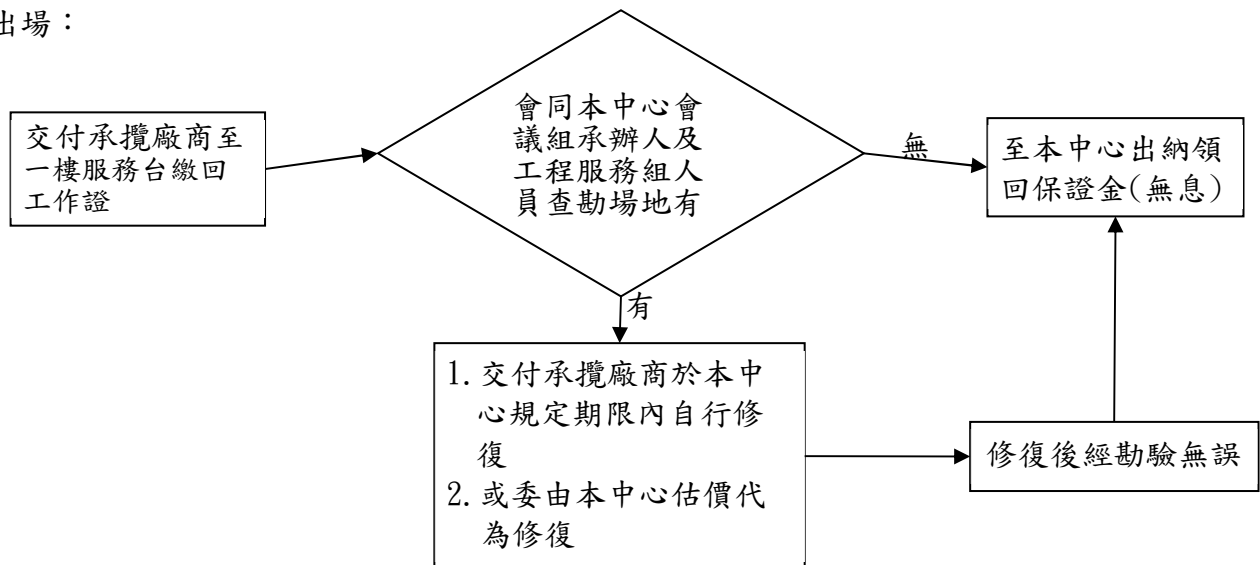 出場：
交付承攬廠商至
一樓服務台繳回
工作證
會同本中心會
議組承辦人及
工程服務組人
員查勘場地有
無
至本中心出納領
回保證金(無息)
有
1. 交付承攬廠商於本中
心規定期限內自行修
復
2. 或委由本中心估價代
為修復
修復後經勘驗無誤